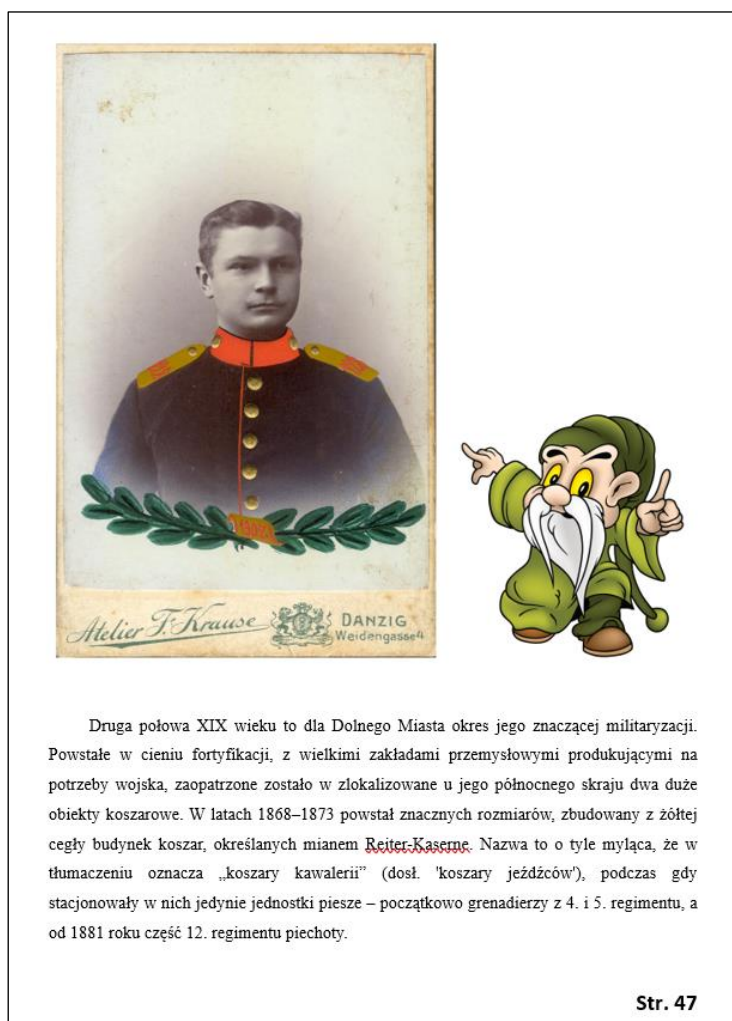 Atelier F. Krause
DANZIG
Weidengasse 4
Druga połowa XIX wieku to dla Dolnego Miasta okres jego znaczącej militaryzacji.
Powstałe w cieniu fortyfikacji, z wielkimi zakładami przemysłowymi produkującymi na
potrzeby wojska, zaopatrzone zostało w zlokalizowane u jego północnego skraju dwa duże
obiekty koszarowe. W latach 1868–1873 powstał znacznych rozmiarów, zbudowany z żółtej
cegły budynek koszar, określanych mianem Reiter-Kaserne. Nazwa to o tyle myląca, że w
tłumaczeniu oznacza „koszary kawalerii” (dosł. 'koszary jeźdźców'), podczas gdy
stacjonowały w nich jedynie jednostki piesze – początkowo grenadierzy z 4. i 5. regimentu, a
od 1881 roku część 12. regimentu piechoty.
Str. 47